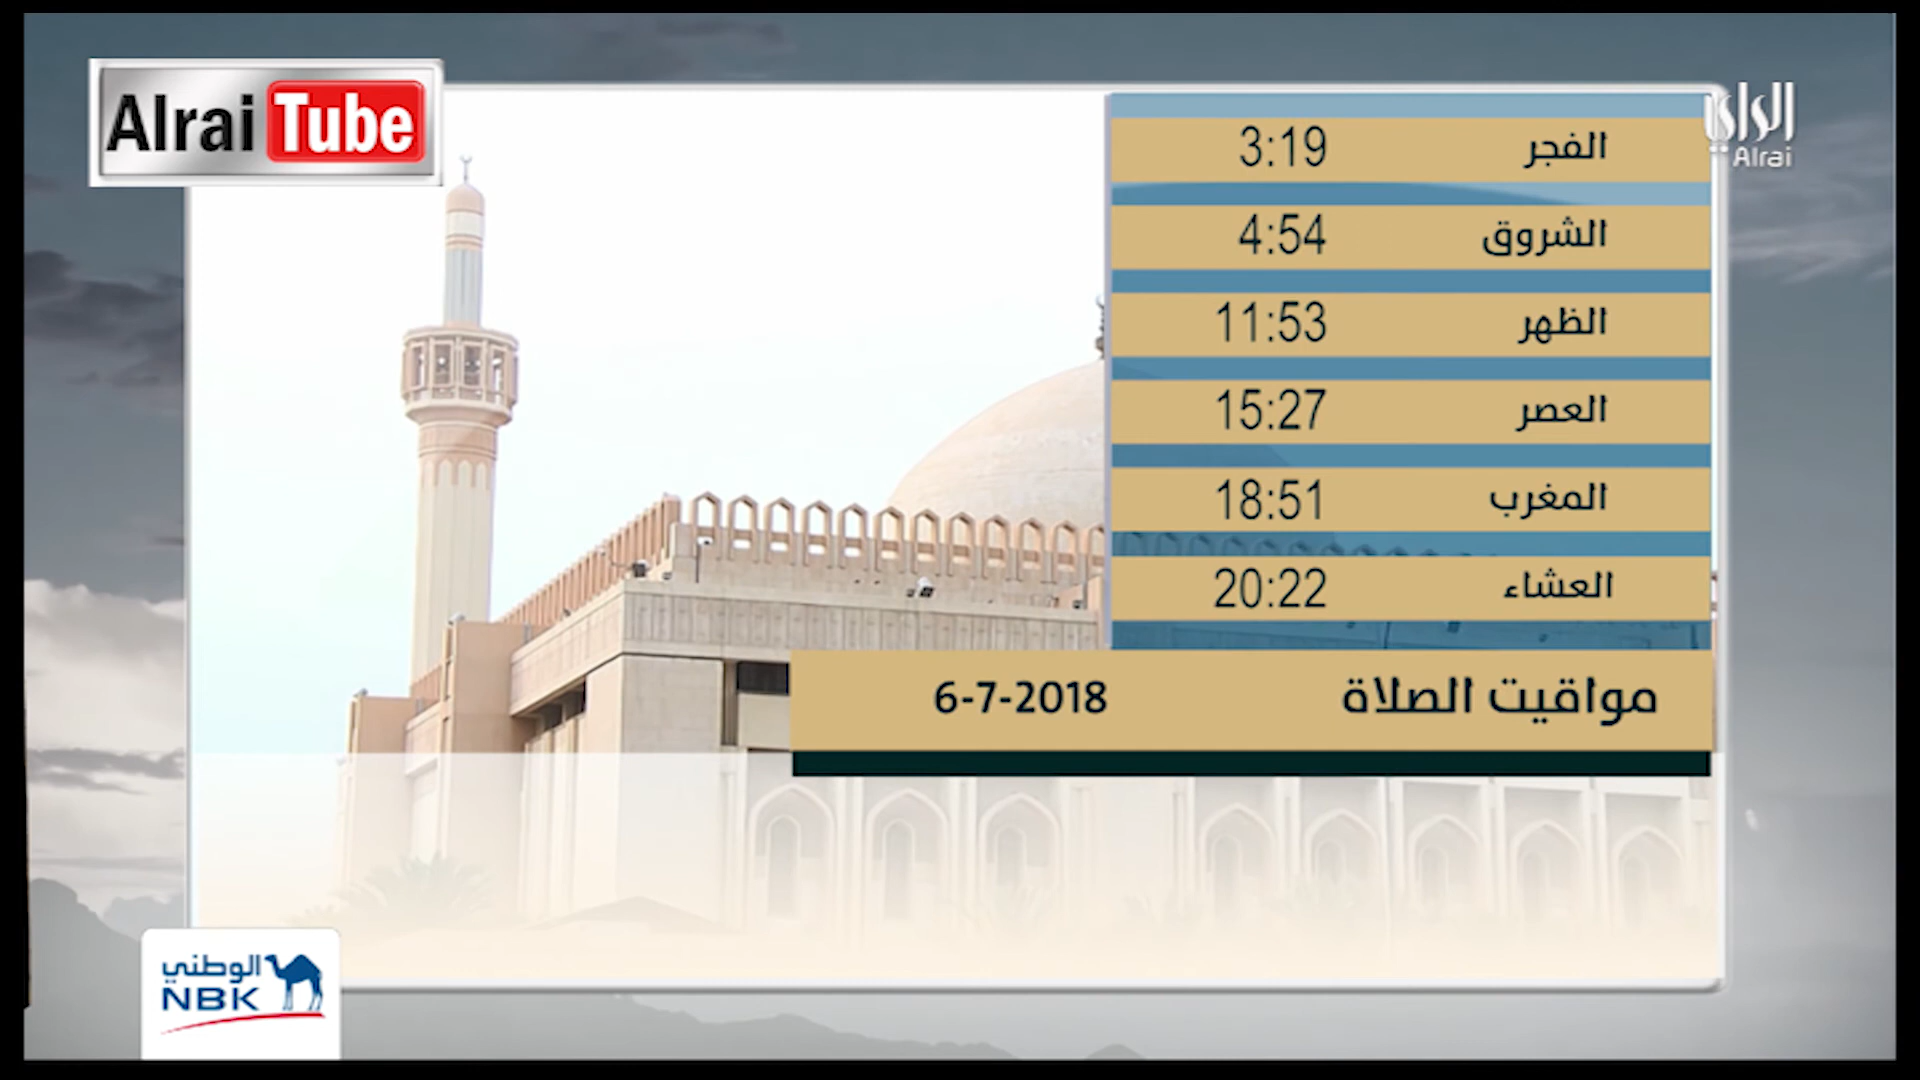 Alrai Tube
الراي
Alrai
الفجر 3:19
الشروق 4:54
الظهر 11:53
العصر 15:27
المغرب 18:51
العشاء 20:22
مواقيت الصلاة 6-7-2018
الوطني
NBK